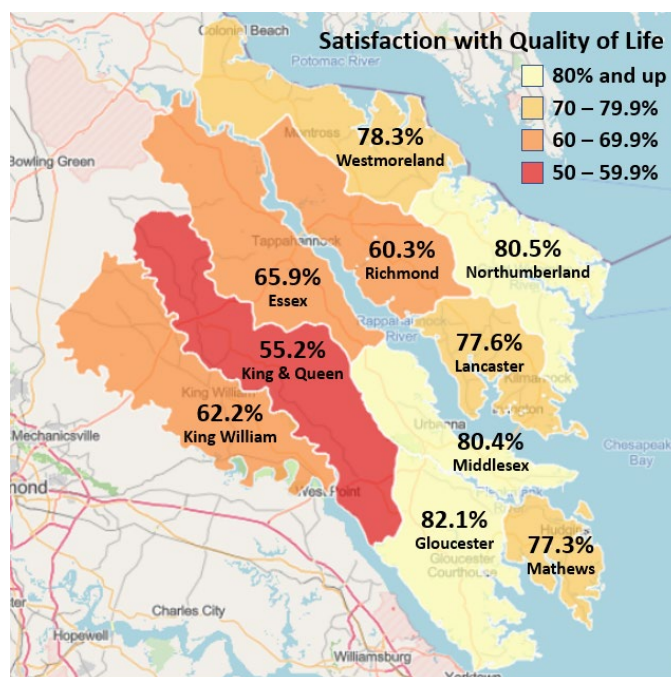 Satisfaction with Quality of Life
80% and up
70 – 79.9%
60 – 69.9%
50 – 59.9%
Colonial Beach
Potomac River
Montross
78.3%
Westmoreland
Bowling Green
Tappahannock
60.3%
Richmond
80.5%
Northumberland
65.9%
Essex
Rappahannock
River
77.6%
Lancaster
Kilmarnock
55.2%
King & Queen
King William
62.2%
King William
Urbanna
Mechanicsville
80.4%
Middlesex
Chesapeake
Bay
mond
West Point
82.1%
Gloucester
Gloucester
Courthouse
77.3%
Mathews
Charles City
Hopewell
Williamsburg
Yorktown